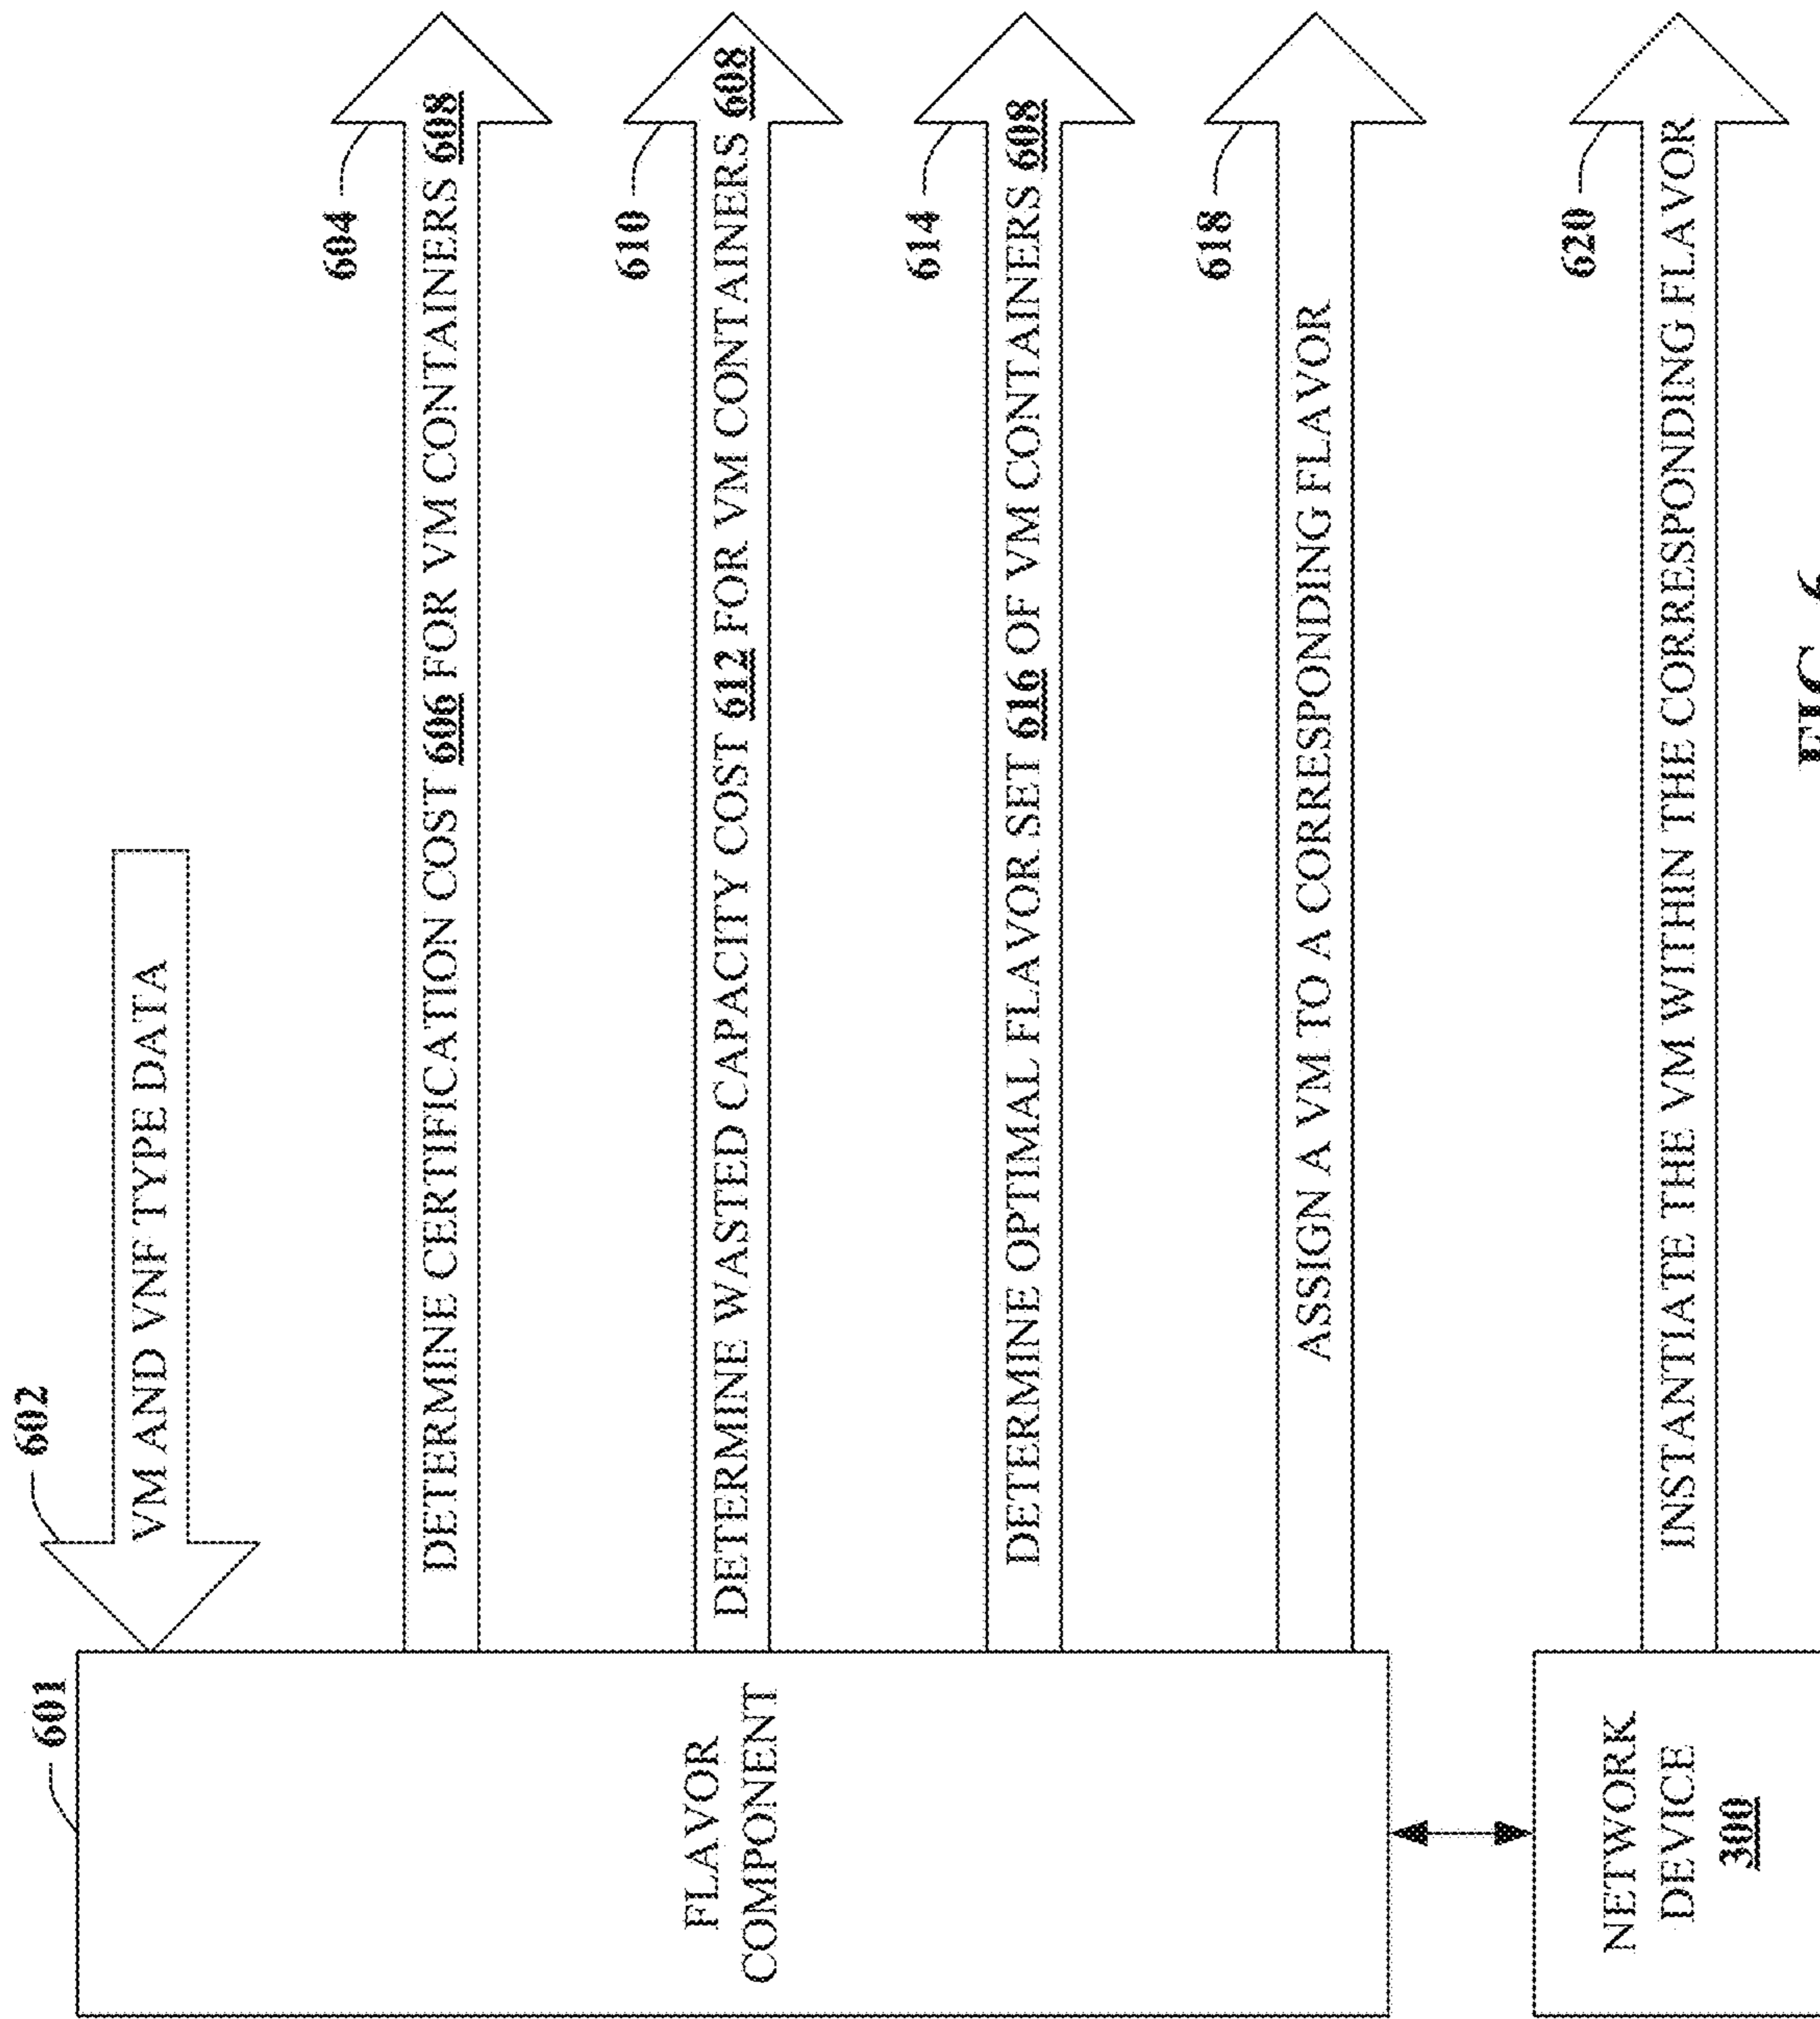 602
VM AND VNF TYPE DATA
601
FLAVOR
COMPONENT
604
DETERMINE CERTIFICATION COST 606 FOR VM CONTAINERS 608
610
DETERMINE WASTED CAPACITY COST 612 FOR VM CONTAINERS 608
614
DETERMINE OPTIMAL FLAVOR SET 616 OF VM CONTAINERS 608
618
ASSIGN A VM TO A CORRESPONDING FLAVOR
NETWORK
DEVICE
300
620
INSTANTIATE THE VM WITHIN THE CORRESPONDING FLAVOR